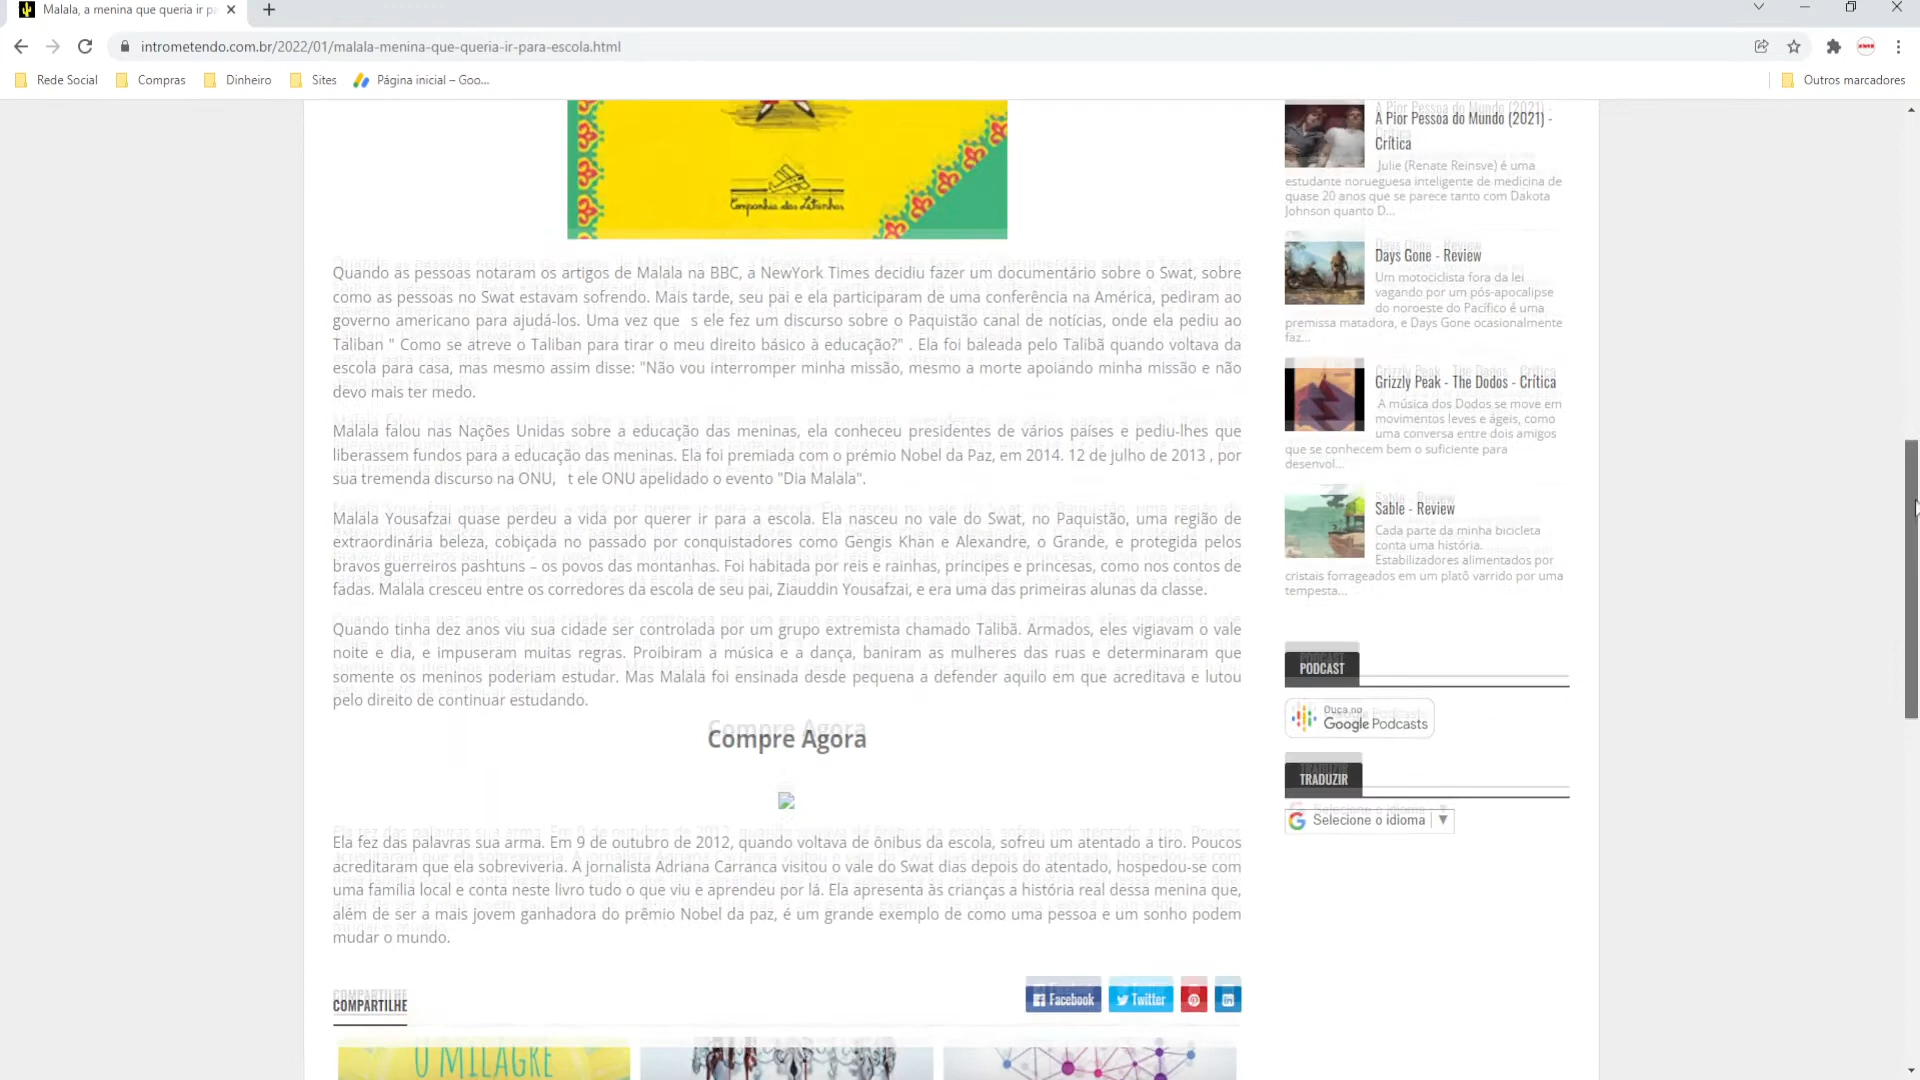 Malala, a menina que queria ir p
intrometendo.com.br/2022/01/malala-menina-que-queria-ir-para-escola.html
Rede Social
Compras
Dinheiro
Sites
Página inicial – Goo...
Outros marcadores
Companhia das Letrinhas
Quando as pessoas notaram os artigos de Malala na BBC, a NewYork Times decidiu fazer um documentário sobre o Swat, sobre
como as pessoas no Swat estavam sofrendo. Mais tarde, seu pai e ela participaram de uma conferência na América, pediram ao
governo americano para ajudá-los. Uma vez que s ele fez um discurso sobre o Paquistão canal de notícias, onde ela pediu ao
Taliban " Como se atreve o Taliban para tirar o meu direito básico à educação?" . Ela foi baleada pelo Talibã quando voltava da
escola para casa, mas mesmo assim disse: "Não vou interromper minha missão, mesmo a morte apoiando minha missão e não
devo mais ter medo.
Malala falou nas Nações Unidas sobre a educação das meninas, ela conheceu presidentes de vários países e pediu-lhes que
liberassem fundos para a educação das meninas. Ela foi premiada com o prémio Nobel da Paz, em 2014. 12 de julho de 2013 , por
sua tremenda discurso na ONU, t ele ONU apelidado o evento "Dia Malala".
Malala Yousafzai quase perdeu a vida por querer ir para a escola. Ela nasceu no vale do Swat, no Paquistão, uma região de
extraordinária beleza, cobiçada no passado por conquistadores como Gengis Khan e Alexandre, o Grande, e protegida pelos
bravos guerreiros pashtuns – os povos das montanhas. Foi habitada por reis e rainhas, príncipes e princesas, como nos contos de
fadas. Malala cresceu entre os corredores da escola de seu pai, Ziauddin Yousafzai, e era uma das primeiras alunas da classe.
Quando tinha dez anos viu sua cidade ser controlada por um grupo extremista chamado Talibã. Armados, eles vigiavam o vale
noite e dia, e impuseram muitas regras. Proibiram a música e a dança, baniram as mulheres das ruas e determinaram que
somente os meninos poderiam estudar. Mas Malala foi ensinada desde pequena a defender aquilo em que acreditava e lutou
pelo direito de continuar estudando.
Compre Agora
Ela fez das palavras sua arma. Em 9 de outubro de 2012, quando voltava de ônibus da escola, sofreu um atentado a tiro. Poucos
acreditaram que ela sobreviveria. A jornalista Adriana Carranca visitou o vale do Swat dias depois do atentado, hospedou-se com
uma família local e conta neste livro tudo o que viu e aprendeu por lá. Ela apresenta às crianças a história real dessa menina que,
além de ser a mais jovem ganhadora do prêmio Nobel da paz, é um grande exemplo de como uma pessoa e um sonho podem
mudar o mundo.
COMPARTILHE
Facebook
Twitter
O MILAGRE
A Pior Pessoa do Mundo (2021) -
Crítica
Julie (Renate Reinsve) é uma
estudante norueguesa inteligente de medicina de
quase 20 anos que se parece tanto com Dakota
Johnson quanto D...
Days Gone - Review
Um motociclista fora da lei
vagando por um pós-apocalipse
do noroeste do Pacífico é uma
premissa matadora, e Days Gone ocasionalmente
faz...
Grizzly Peak - The Dodos - Crítica
A música dos Dodos se move em
movimentos leves e ágeis, como
uma conversa entre dois amigos
que se conhecem bem o suficiente para
desenvol...
Sable - Review
Cada parte da minha bicicleta
conta uma história.
Estabilizadores alimentados por
cristais forrageados em um platô varrido por uma
tempesta...
PODCAST
Ouça no
Google Podcasts
TRADUZIR
Selecione o idioma